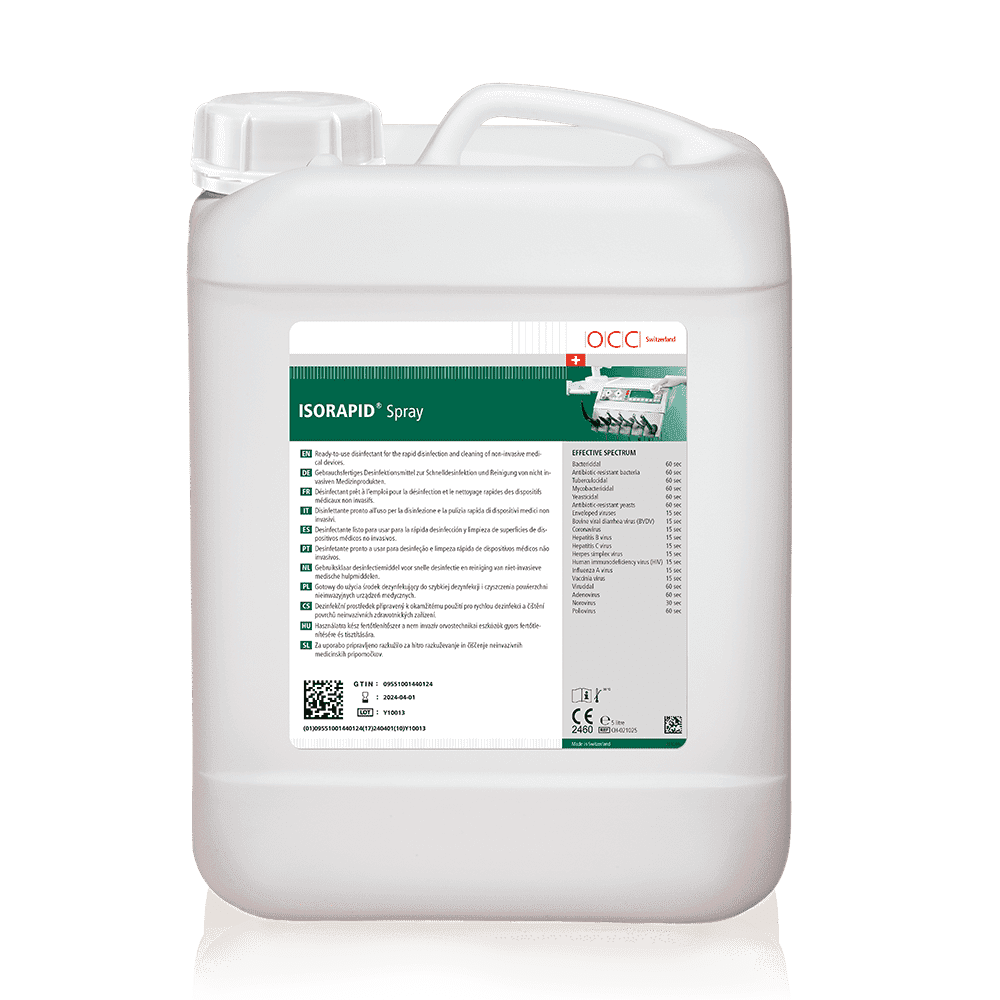 |O|C|C| Switzerland
ISORAPID® Spray
EN Ready-to-use disinfectant for the rapid disinfection and cleaning of non-invasive medi-
cal devices.
DE Gebrauchsfertiges Desinfektionsmittel zur Schnelldesinfektion und Reinigung von nicht in-
vasiven Medizinprodukten.
FR Désinfectant prêt à l'emploi pour la désinfection et le nettoyage rapides des dispositifs
médicaux non invasifs.
IT Disinfettante pronto all'uso per la disinfezione e la pulizia rapida di dispositivi medici non
invasivi.
ES Desinfectante listo para usar para la rápida desinfección y limpieza de superficies de dis-
positivos médicos no invasivos.
PT Desinfetante pronto a usar para desinfeção e limpeza rápida de dispositivos médicos não
invasivos.
NL Gebruiksklaar desinfectiemiddel voor snelle desinfectie en reiniging van niet-invasieve
medische hulpmiddelen.
PL Gotowy do użycia środek dezynfekujący do szybkiej dezynfekcji i czyszczenia powierzchni
nieinwazyjnych urządzeń medycznych.
CS Dezinfekční prostředek připravený k okamžitému použití pro rychlou dezinfekci a čištění
povrchů neinvazivních zdravotnických zařízení.
HU Használatra kész fertőtlenítőszer a nem invazív orvostechnikai eszközök gyors fertőtle-
nítésére és tisztítására.
SL Za uporabo pripravljeno razkužilo za hitro razkuževanje in čiščenje neinvazivnih
medicinskih pripomočkov.
GTIN : 09551001440124
: 2024-04-01
LOT : Y10013
(01)09551001440124(17)240401(10)Y10013
EFFECTIVE SPECTRUM
Bactericidal 60 sec
Antibiotic-resistant bacteria 60 sec
Tuberculocidal 60 sec
Mycobactericidal 60 sec
Yeasticidal 60 sec
Antibiotic-resistant yeasts 60 sec
Enveloped viruses 15 sec
Bovine viral diarrhea virus (BVDV) 15 sec
Coronavirus 15 sec
Hepatitis B virus 15 sec
Hepatitis C virus 15 sec
Herpes simplex virus 15 sec
Human immunodeficiency virus (HIV) 15 sec
Influenza A virus 15 sec
Vaccinia virus 15 sec
Virucidal 60 sec
Adenovirus 60 sec
Norovirus 30 sec
Poliovirus 60 sec
CE
2460
e 5 litre
REF CH-021025
Made in Switzerland